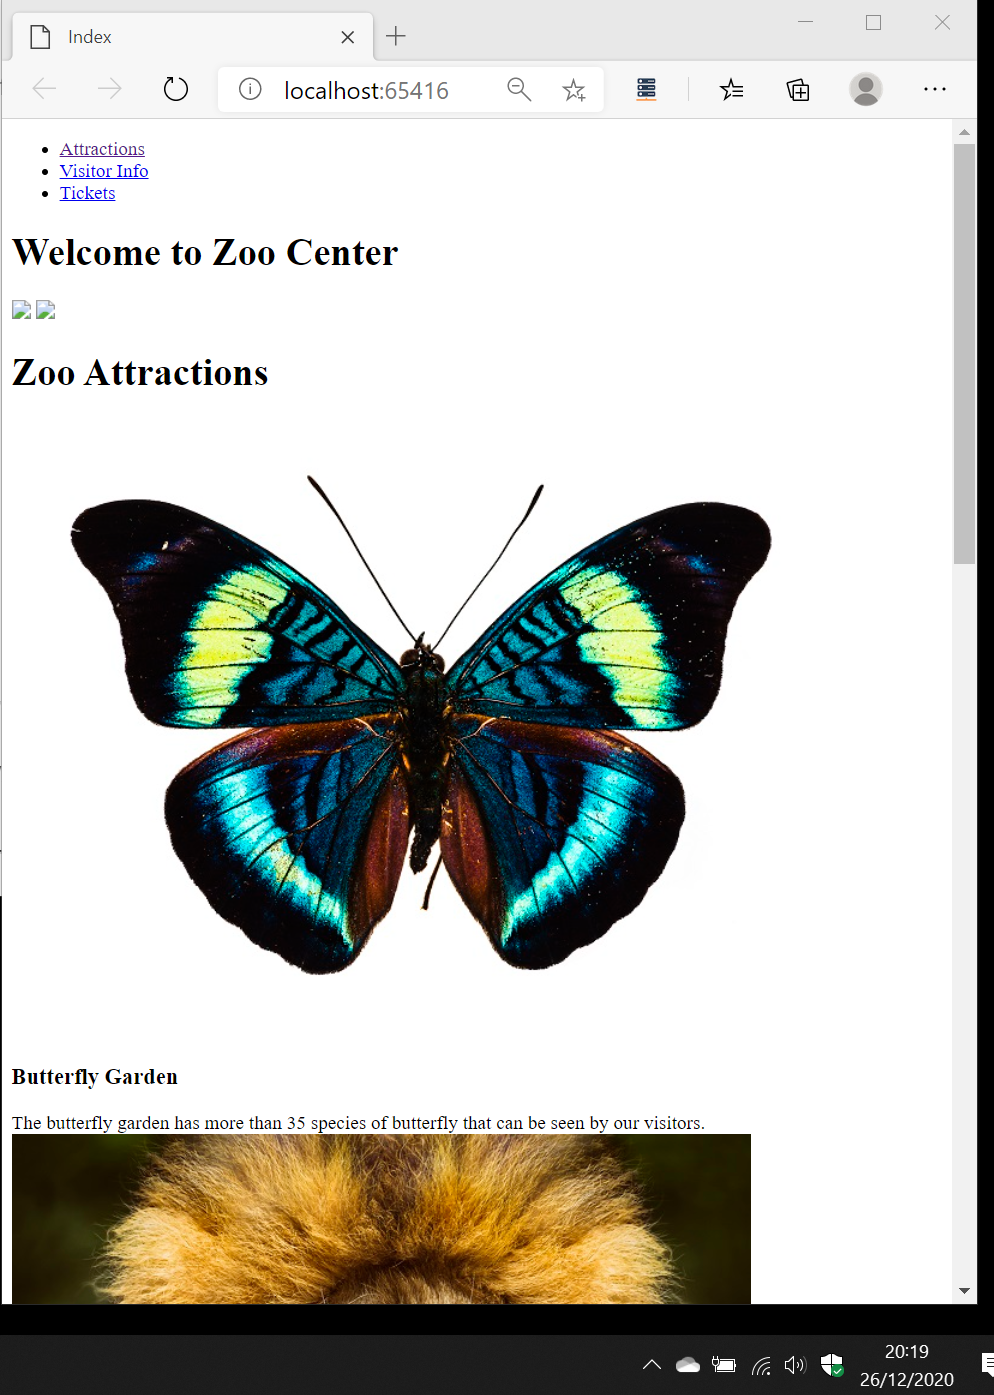 Index
localhost:65416
Attractions
Visitor Info
Tickets
Welcome to Zoo Center
Zoo Attractions
Butterfly Garden
The butterfly garden has more than 35 species of butterfly that can be seen by our visitors.
20:19
26/12/2020